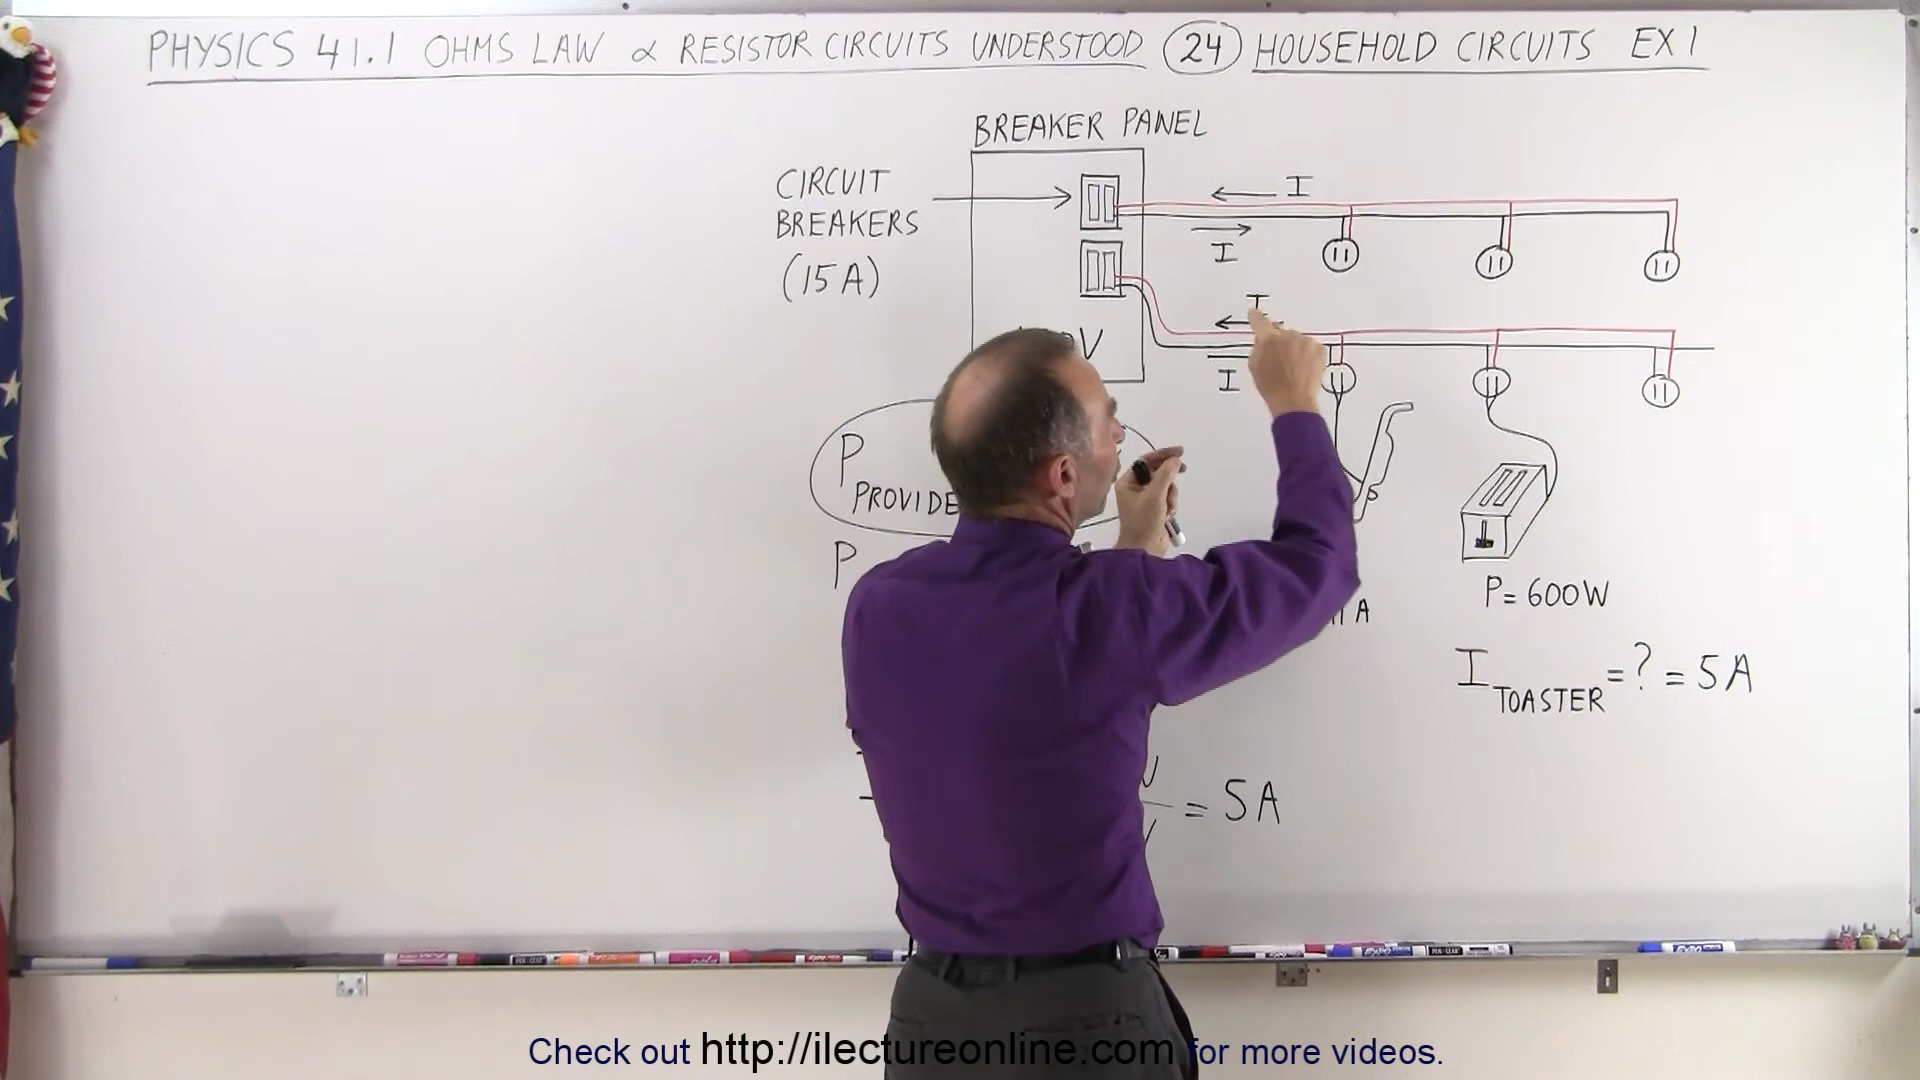 PHYSICS 41.1 OHMS LAW & RESISTOR CIRCUITS UNDERSTOOD 24 HOUSEHOLD CIRCUITS EX 1
BREAKER PANEL
CIRCUIT
BREAKERS
(15A)
I
I
I
I
V
P
PROVIDE
P
A
P = 600W
I TOASTER = ? = 5A
= 5A
Check out http://ilectureonline.com for more videos.